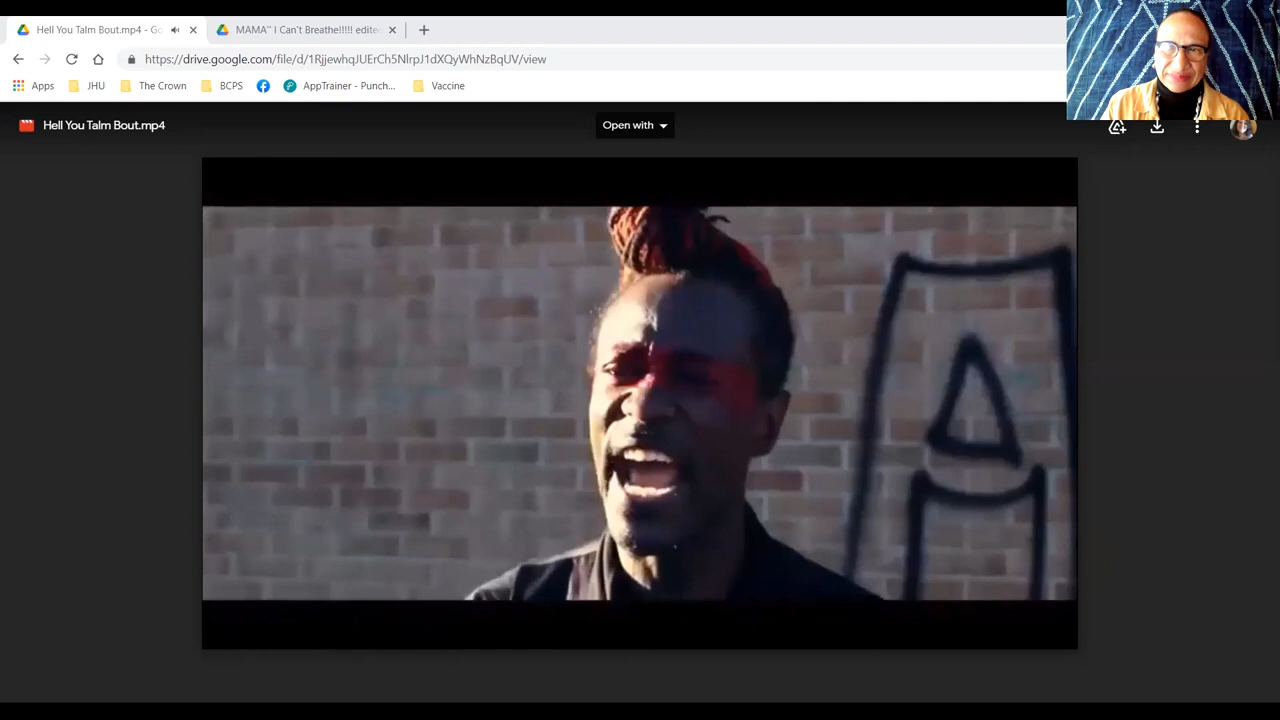 Hell You Talm Bout.mp4 - Go
MAMA" I Can't Breathe!!!!! edite
https://drive.google.com/file/d/1RjjewhqJUErCh5NlrpJ1dXQyWhNzBqUV/view
Apps
JHU
The Crown
BCPS
AppTrainer - Punch...
Vaccine
Hell You Talm Bout.mp4
Open with
A